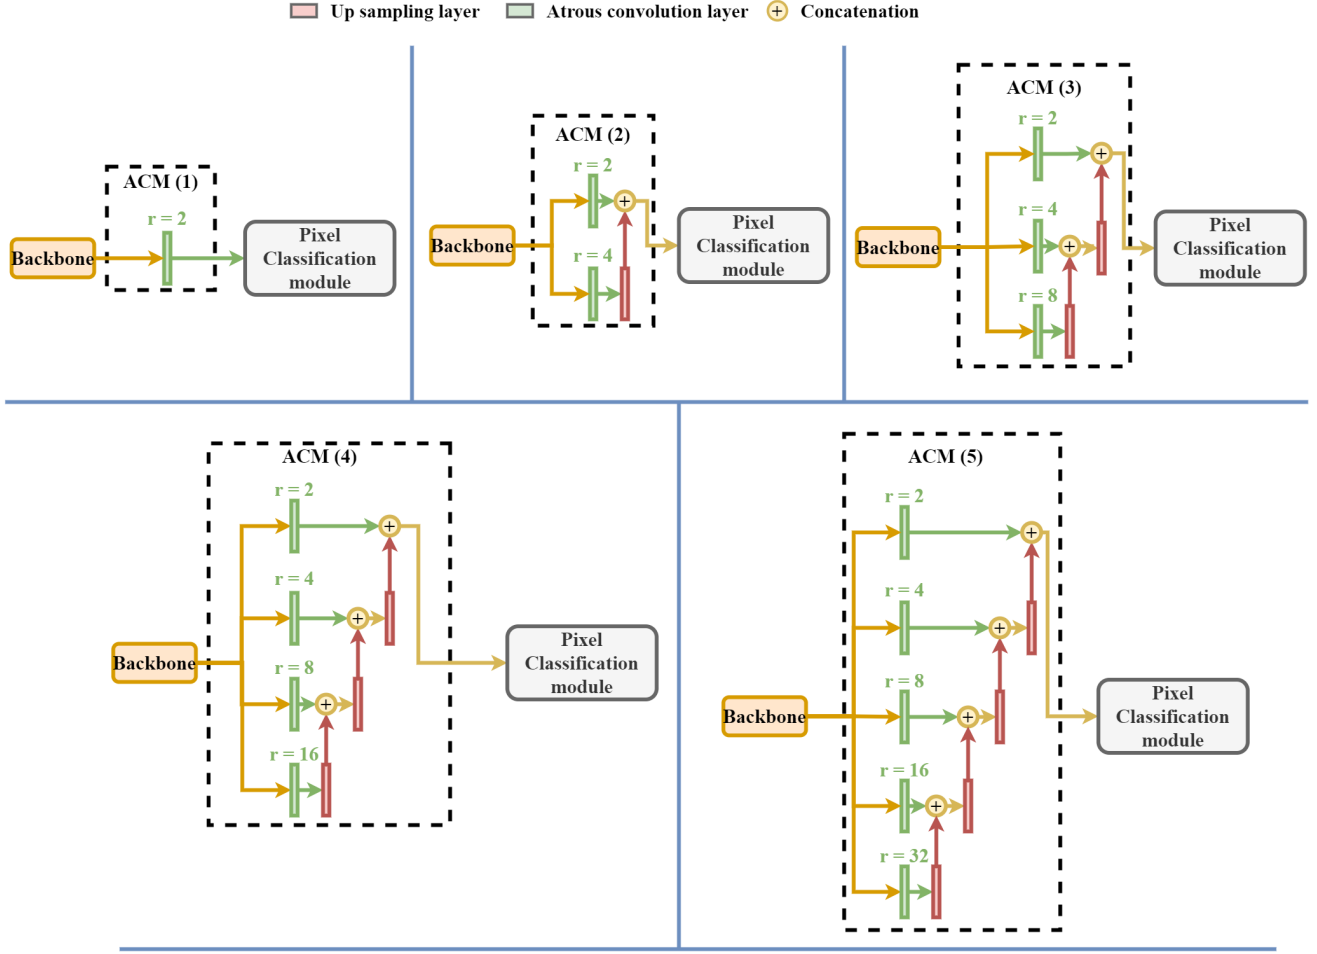 Up sampling layer
Atrous convolution layer
+ Concatenation
ACM (1)
r = 2
Backbone
Pixel
Classification
module
ACM (2)
r = 2
+
Backbone
r = 4
Pixel
Classification
module
ACM (3)
r = 2
+
r = 4
+
Backbone
r = 8
Pixel
Classification
module
ACM (4)
r = 2
+
r = 4
+
Backbone
r = 8
+
r = 16
Pixel
Classification
module
ACM (5)
r = 2
+
r = 4
+
r = 8
+
Backbone
r = 16
+
r = 32
Pixel
Classification
module